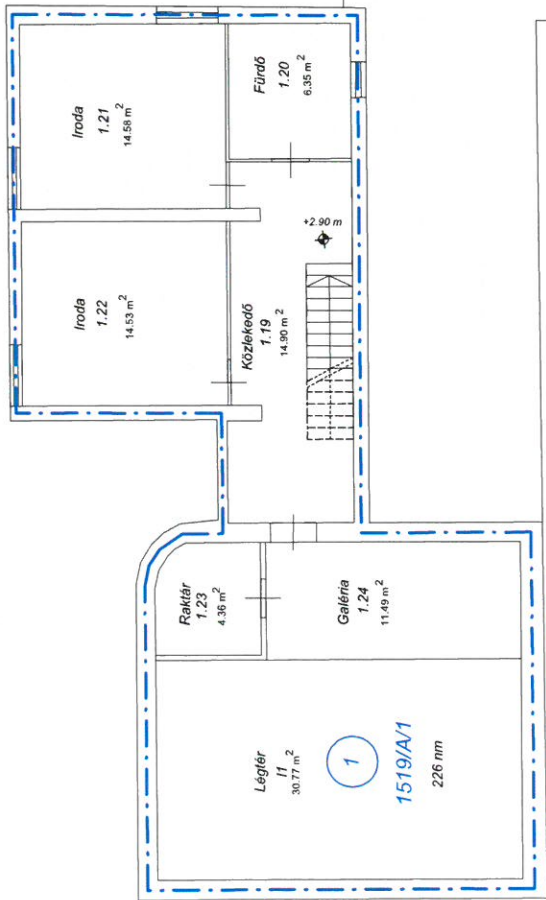 Iroda
1.21
14.58 m²
Fürdő
1.20
6.35 m²
Iroda
1.22
14.53 m²
Közlekedő
1.19
14.90 m²
+2.90 m
Raktár
1.23
4.36 m²
Galéria
1.24
11.49 m²
Légtér
I1
30.77 m²
1
1519/A/1
226 nm